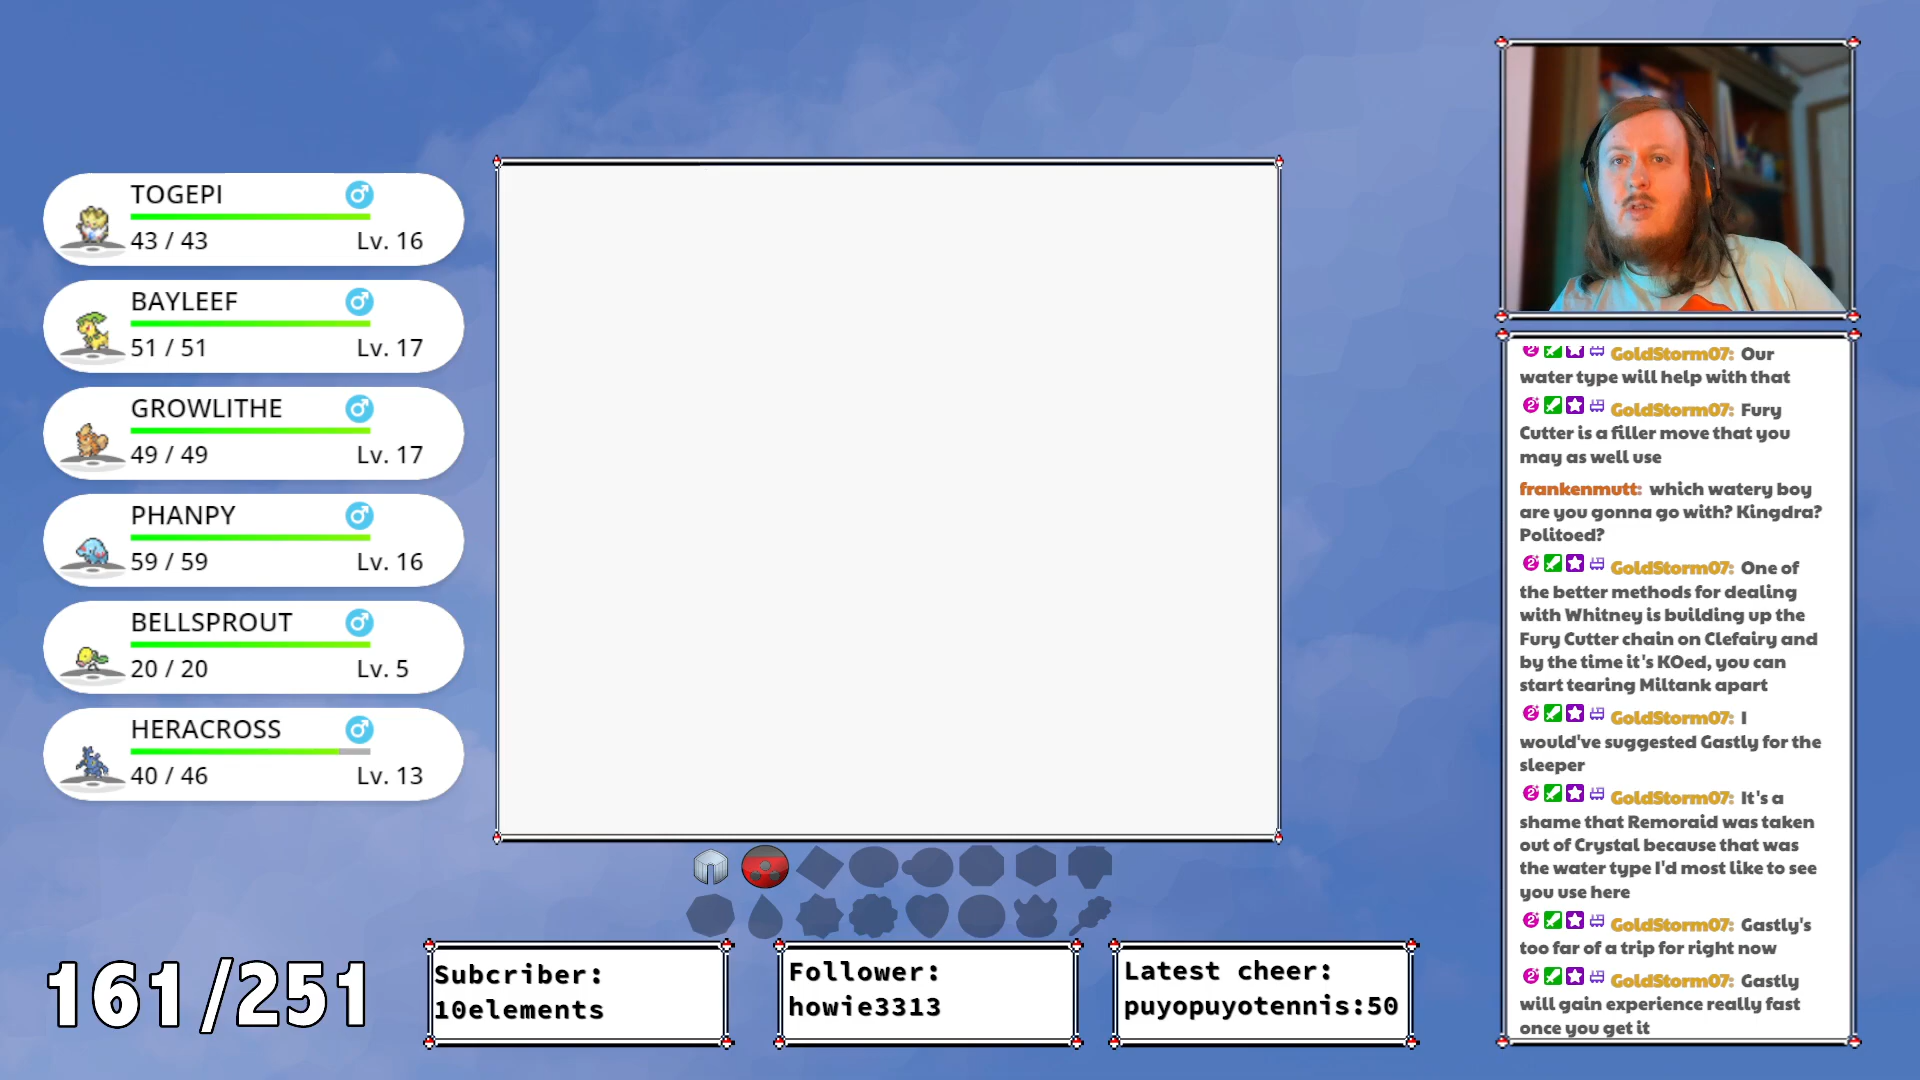 TOGEPI
43 / 43 Lv. 16
BAYLEEF
51 / 51 Lv. 17
GROWLITHE
49 / 49 Lv. 17
PHANPY
59 / 59 Lv. 16
BELLSPROUT
20 / 20 Lv. 5
HERACROSS
40 / 46 Lv. 13
161/251
Subcriber:
10elements
Follower:
howie3313
Latest cheer:
puyopuyotennis:50
GoldStorm07: Our
water type will help with that
GoldStorm07: Fury
Cutter is a filler move that you
may as well use
frankenmutt: which watery boy
are you gonna go with? Kingdra?
Politoed?
GoldStorm07: One of
the better methods for dealing
with Whitney is building up the
Fury Cutter chain on Clefairy and
by the time it's KOed, you can
start tearing Miltank apart
GoldStorm07: I
would've suggested Gastly for the
sleeper
GoldStorm07: It's a
shame that Remoraid was taken
out of Crystal because that was
the water type I'd most like to see
you use here
GoldStorm07: Gastly's
too far of a trip for right now
GoldStorm07: Gastly
will gain experience really fast
once you get it